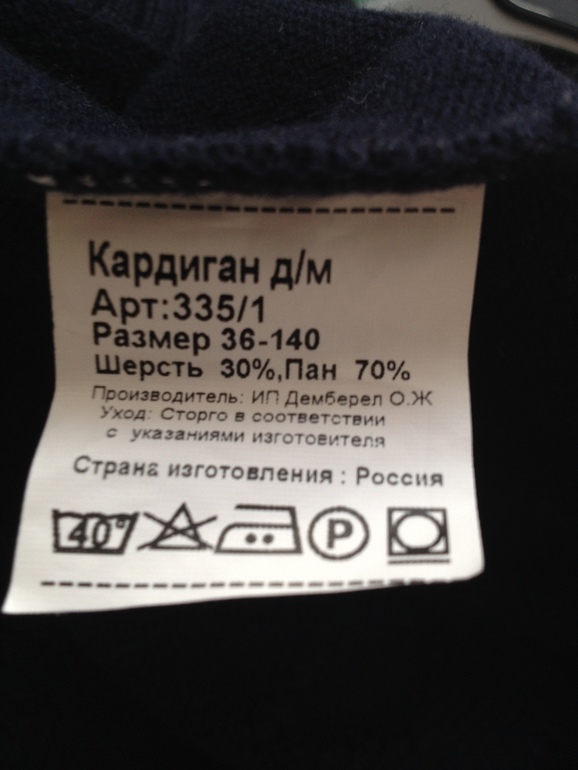 Кардиган д/м
Арт:335/1
Размер 36-140
Шерсть 30%,Пан 70%
Производитель: ИП Демберел О.Ж
Уход: Сторго в соответствии
с указаниями изготовителя
Страна изготовления : Россия
40° P